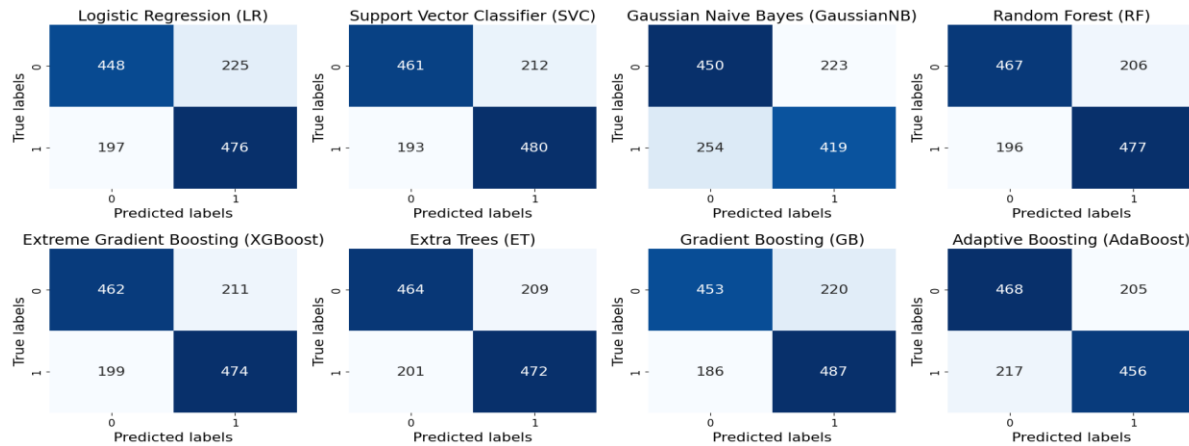 Logistic Regression (LR)
True labels
0
448
225
1
197
476
0
1
Predicted labels
Support Vector Classifier (SVC)
True labels
0
461
212
1
193
480
0
1
Predicted labels
Gaussian Naive Bayes (GaussianNB)
True labels
0
450
223
1
254
419
0
1
Predicted labels
Random Forest (RF)
True labels
0
467
206
1
196
477
0
1
Predicted labels
Extreme Gradient Boosting (XGBoost)
True labels
0
462
211
1
199
474
0
1
Predicted labels
Extra Trees (ET)
True labels
0
464
209
1
201
472
0
1
Predicted labels
Gradient Boosting (GB)
True labels
0
453
220
1
186
487
0
1
Predicted labels
Adaptive Boosting (AdaBoost)
True labels
0
468
205
1
217
456
0
1
Predicted labels